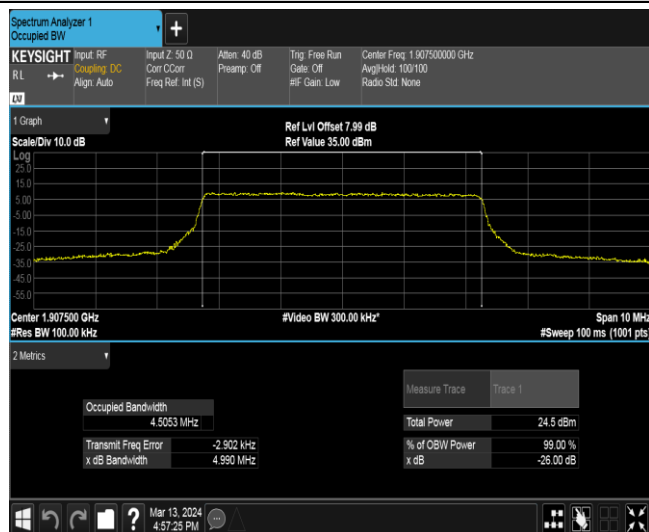 Spectrum Analyzer 1
Occupied BW
+
KEYSIGHT Input: RF Input Z: 50 Ω Atten: 40 dB Trig: Free Run Center Freq: 1.907500000 GHz
RL Coupling: DC Corr CCorr Preamp: Off Gate: Off Avg|Hold: 100/100
Align: Auto Freq Ref: Int (S) #IF Gain: Low Radio Std: None
LXI
1 Graph
Ref Lvl Offset 7.99 dB
Scale/Div 10.0 dB Ref Value 35.00 dBm
Log
25.0
15.0
5.00
-5.00
-15.0
-25.0
-35.0
-45.0
-55.0
Center 1.907500 GHz #Video BW 300.00 kHz* Span 10 MHz
#Res BW 100.00 kHz #Sweep 100 ms (1001 pts)
2 Metrics
Measure Trace Trace 1
Occupied Bandwidth
4.5053 MHz Total Power 24.5 dBm
Transmit Freq Error -2.902 kHz % of OBW Power 99.00 %
x dB Bandwidth 4.990 MHz x dB -26.00 dB
? Mar 13, 2024
4:57:25 PM